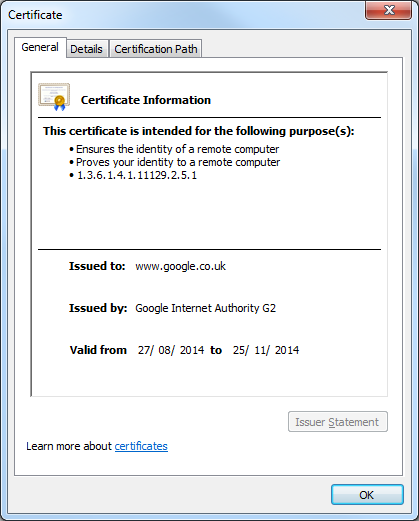 Certificate
General Details Certification Path
Certificate Information
This certificate is intended for the following purpose(s):
• Ensures the identity of a remote computer
• Proves your identity to a remote computer
• 1.3.6.1.4.1.11129.2.5.1
Issued to: www.google.co.uk
Issued by: Google Internet Authority G2
Valid from 27/ 08/ 2014 to 25/ 11/ 2014
Issuer Statement
Learn more about certificates
OK